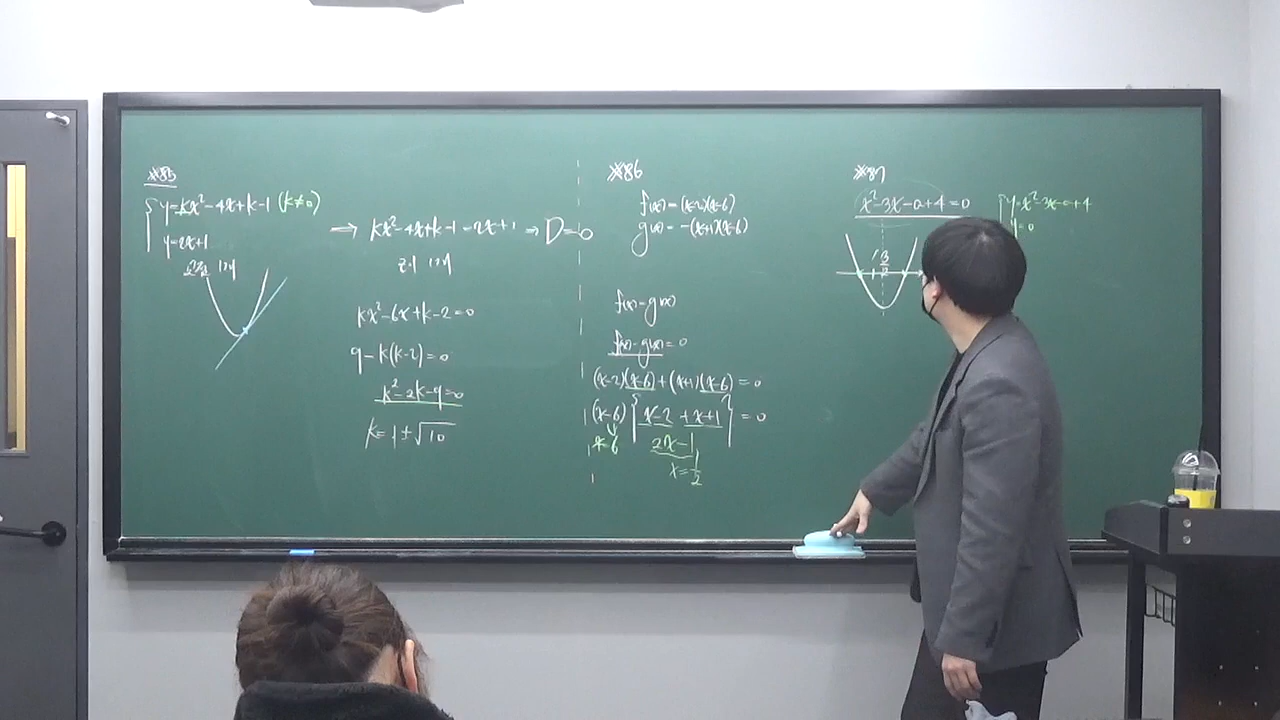 ※85
y=kx²-4x+k-1 (k≠0)
y=2x+1
→ kx²-4x+k-1=2x+1 → D=0
kx²-6x+k-2=0
9-k(k-2)=0
k²-2k-9=0
k=1±√10
※86
f(x)=(x-2)(x-6)
g(x)=-(x+1)(x-6)
f(x)-g(x)
f(x)-g(x)=0
(x-2)(x-6)+(x+1)(x-6)=0
(x-6){x-2+x+1}=0
x=6
2x-1
x=1/2
※87
x²-3x-a+4=0
y=x²-3x-a+4
y=0
3/2